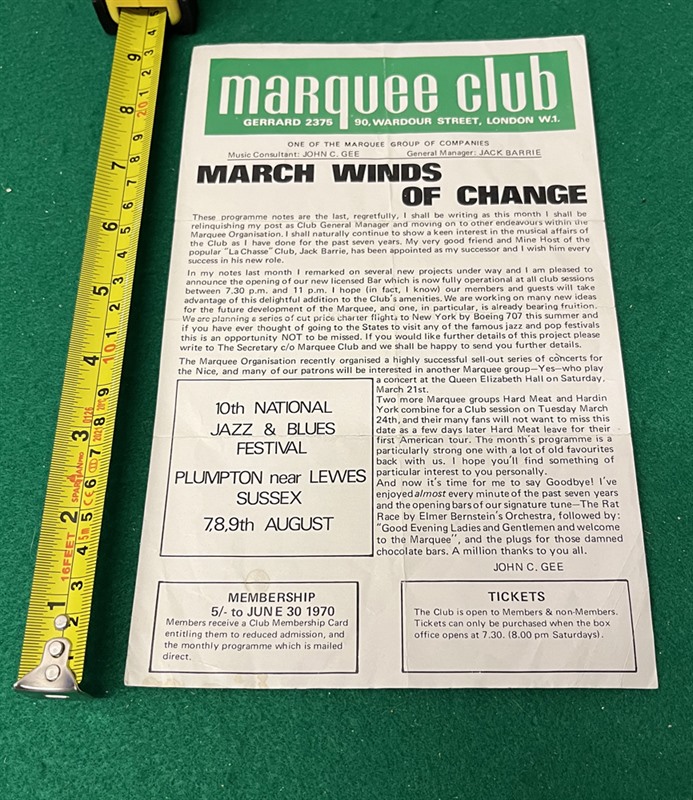 marquee club
GERRARD 2375 90, WARDOUR STREET, LONDON W.1.
ONE OF THE MARQUEE GROUP OF COMPANIES
Music Consultant: JOHN C. GEE General Manager: JACK BARRIE
MARCH WINDS
OF CHANGE
These programme notes are the last, regretfully, I shall be writing as this month I shall be
relinquishing my post as Club General Manager and moving on to other endeavours within the
Marquee Organisation. I shall naturally continue to show a keen interest in the musical affairs of
the Club as I have done for the past seven years. My very good friend and Mine Host of the
popular "La Chasse" Club, Jack Barrie, has been appointed as my successor and I wish him every
success in his new role.
In my notes last month I remarked on several new projects under way and I am pleased to
announce the opening of our new licensed Bar which is now fully operational at all club sessions
between 7.30 p.m. and 11 p.m. I hope (in fact, I know) our members and guests will take
advantage of this delightful addition to the Club's amenities. We are working on many new ideas
for the future development of the Marquee, and one, in particular, is already bearing fruition.
We are planning a series of cut price charter flights to New York by Boeing 707 this summer and
if you have ever thought of going to the States to visit any of the famous jazz and pop festivals
this is an opportunity NOT to be missed. If you would like further details of this project please
write to The Secretary c/o Marquee Club and we shall be happy to send you further details.
The Marquee Organisation recently organised a highly successful sell-out series of concerts for
the Nice, and many of our patrons will be interested in another Marquee group—Yes—who play
a concert at the Queen Elizabeth Hall on Saturday,
March 21st.
Two more Marquee groups Hard Meat and Hardin
York combine for a Club session on Tuesday March
24th, and their many fans will not want to miss this
date as a few days later Hard Meat leave for their
first American tour. The month's programme is a
particularly strong one with a lot of old favourites
back with us. I hope you'll find something of
particular interest to you personally.
And now it's time for me to say Goodbye! I've
enjoyed almost every minute of the past seven years
and the opening bars of our signature tune—The Rat
Race by Elmer Bernstein's Orchestra, followed by:
"Good Evening Ladies and Gentlemen and welcome
to the Marquee", and the plugs for those damned
chocolate bars. A million thanks to you all.
JOHN C. GEE
10th NATIONAL
JAZZ & BLUES
FESTIVAL
PLUMPTON near LEWES
SUSSEX
7,8,9th AUGUST
MEMBERSHIP
5/- to JUNE 30 1970
Members receive a Club Membership Card
entitling them to reduced admission, and
the monthly programme which is mailed
direct.
TICKETS
The Club is open to Members & non-Members.
Tickets can only be purchased when the box
office opens at 7.30. (8.00 pm Saturdays).
16FEET 5m
SPARTAN